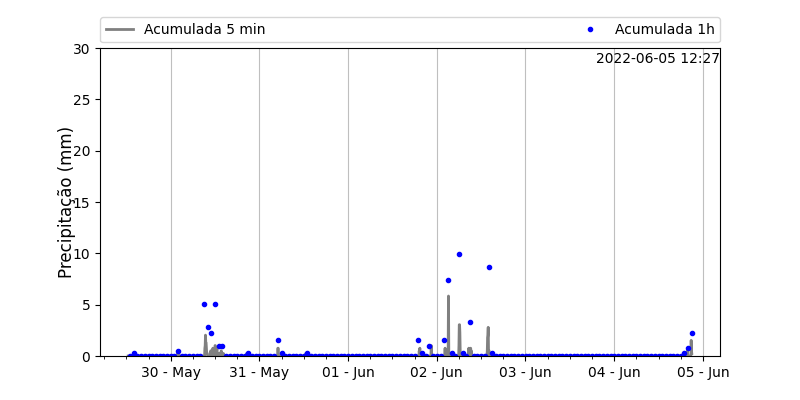 Acumulada 5 min
Acumulada 1h
2022-06-05 12:27
Precipitação (mm)
30
25
20
15
10
5
0
30 - May
31 - May
01 - Jun
02 - Jun
03 - Jun
04 - Jun
05 - Jun